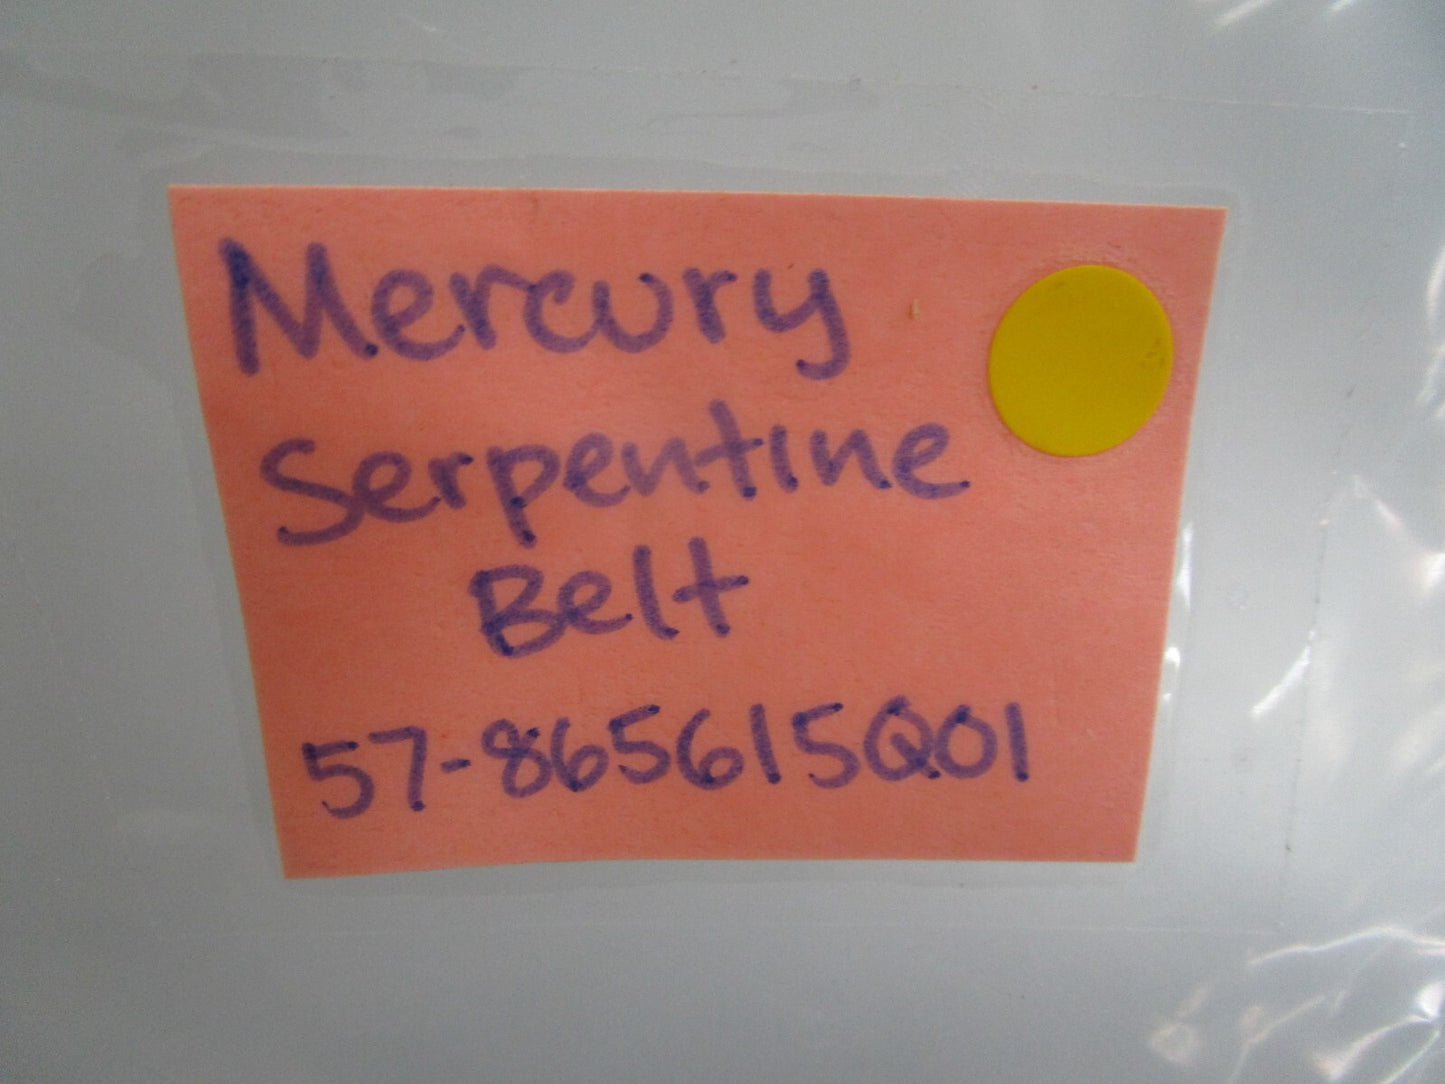 Mercury
Serpentine
Belt
57-865615Q01